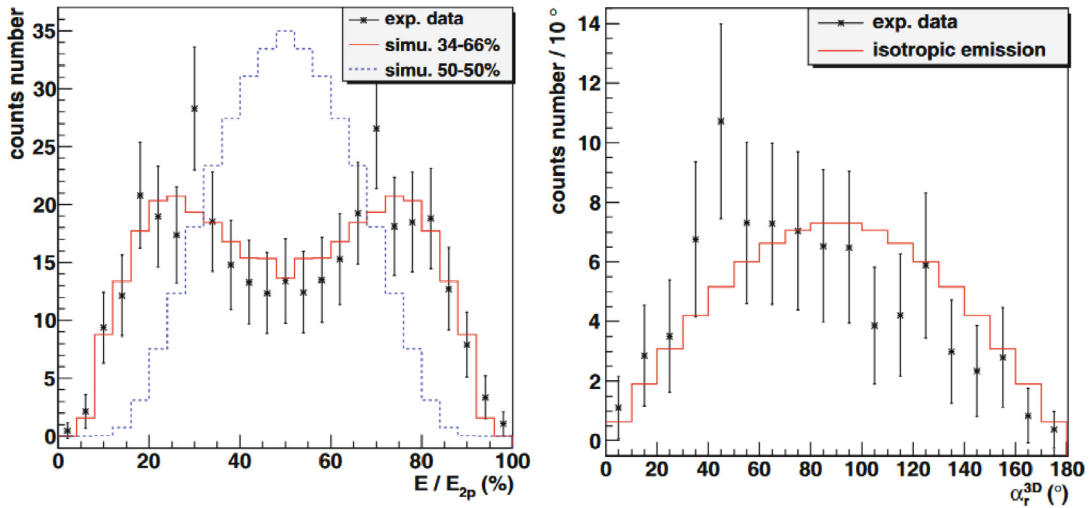 counts number
35
30
25
20
15
10
5
0
exp. data
simu. 34-66%
simu. 50-50%
0 20 40 60 80 100
E / E2p (%)
counts number / 10 °
14
12
10
8
6
4
2
0
exp. data
isotropic emission
0 20 40 60 80 100 120 140 160 180
αr3D (°)